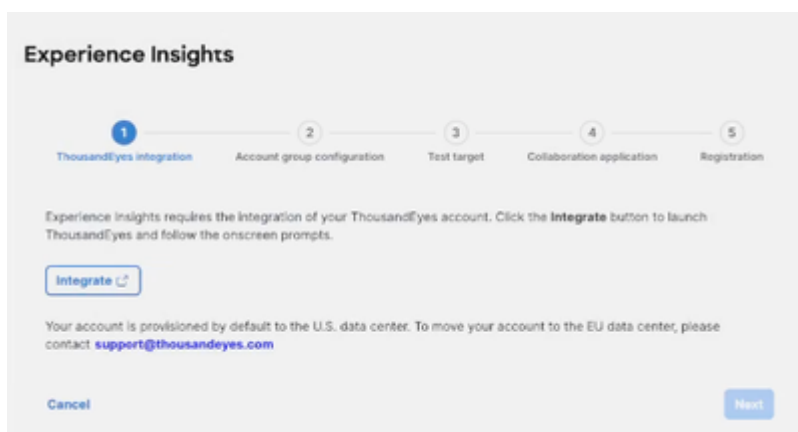 Experience Insights
1 2 3 4 5
ThousandEyes integration Account group configuration Test target Collaboration application Registration
Experience Insights requires the integration of your ThousandEyes account. Click the Integrate button to launch
ThousandEyes and follow the onscreen prompts.
Integrate
Your account is provisioned by default to the U.S. data center. To move your account to the EU data center, please
contact support@thousandeyes.com
Cancel Next